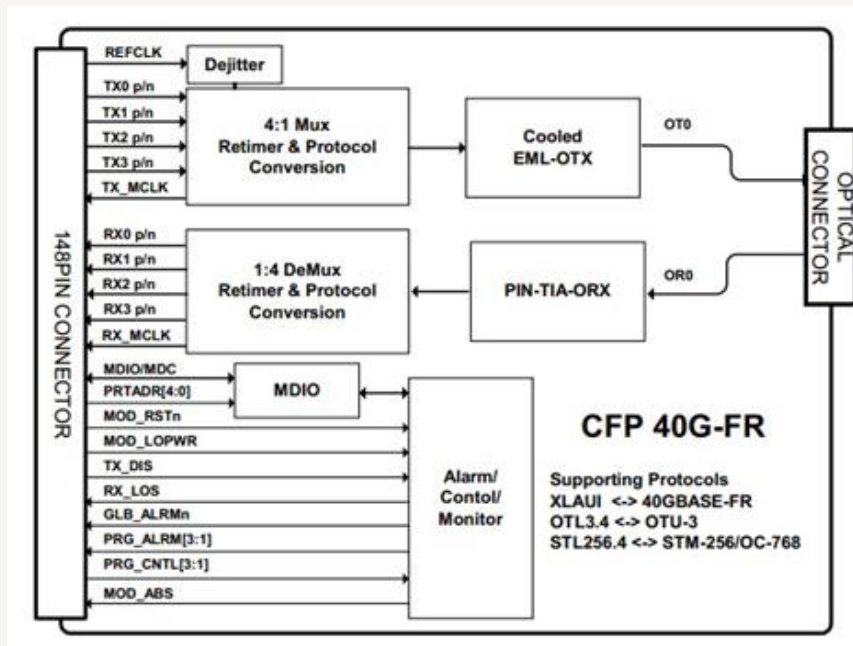 REFCLK
Dejitter
TX0 p/n
TX1 p/n
TX2 p/n
TX3 p/n
TX_MCLK
4:1 Mux
Retimer & Protocol
Conversion
Cooled
EML-OTX
OT0
OPTICAL
CONNECTOR
148PIN CONNECTOR
RX0 p/n
RX1 p/n
RX2 p/n
RX3 p/n
RX_MCLK
1:4 DeMux
Retimer & Protocol
Conversion
PIN-TIA-ORX
OR0
MDIO/MDC
PRTADR[4:0]
MOD_RSTn
MOD_LOPWR
TX_DIS
RX_LOS
GLB_ALRMn
PRG_ALRM[3:1]
PRG_CNTL[3:1]
MOD_ABS
MDIO
Alarm/
Contol/
Monitor
CFP 40G-FR
Supporting Protocols
XLAUI <-> 40GBASE-FR
OTL3.4 <-> OTU-3
STL256.4 <-> STM-256/OC-768